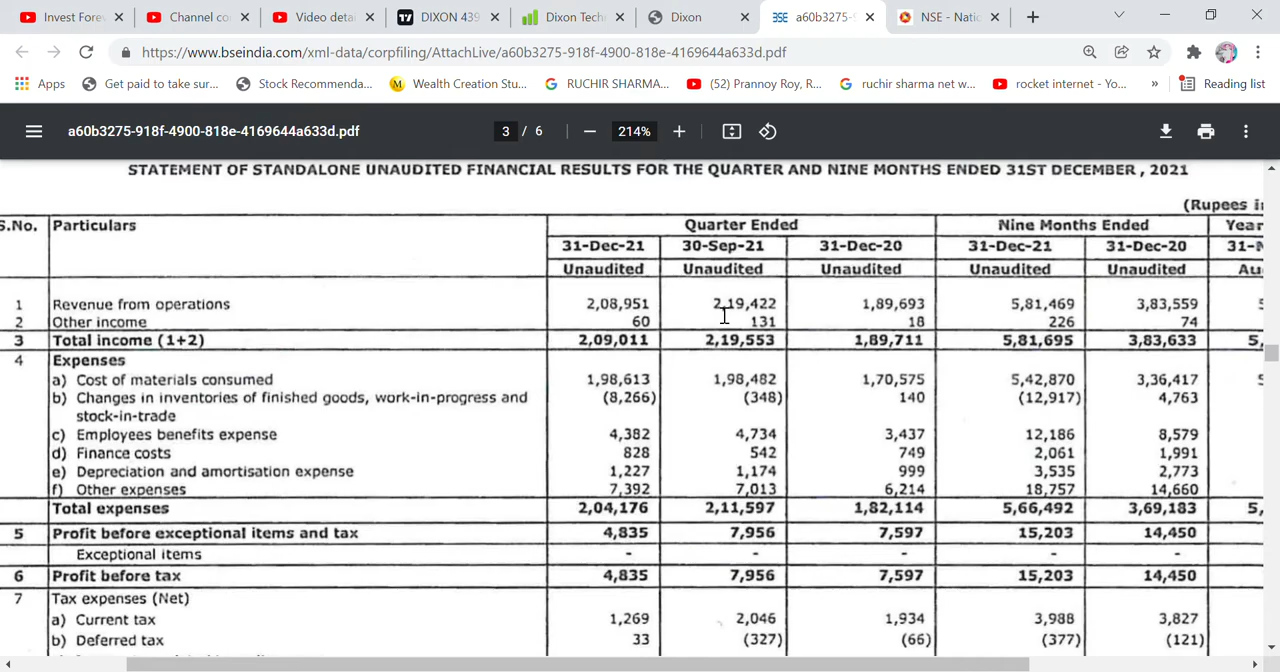 Invest Forev
Channel co
Video detai
DIXON 439
Dixon Tech
Dixon
BSE a60b3275-9
NSE - Natio
https://www.bseindia.com/xml-data/corpfiling/AttachLive/a60b3275-918f-4900-818e-4169644a633d.pdf
Apps Get paid to take sur... Stock Recommenda... Wealth Creation Stu... RUCHIR SHARMA... (52) Prannoy Roy, R... ruchir sharma net w... rocket internet - Yo... » Reading list
a60b3275-918f-4900-818e-4169644a633d.pdf 3 / 6 214%
STATEMENT OF STANDALONE UNAUDITED FINANCIAL RESULTS FOR THE QUARTER AND NINE MONTHS ENDED 31ST DECEMBER , 2021
(Rupees i
S.No. Particulars Quarter Ended Nine Months Ended Year
31-Dec-21 30-Sep-21 31-Dec-20 31-Dec-21 31-Dec-20 31-M
Unaudited Unaudited Unaudited Unaudited Unaudited Au
1 Revenue from operations 2,08,951 2,19,422 1,89,693 5,81,469 3,83,559 5
2 Other income 60 131 18 226 74
3 Total income (1+2) 2,09,011 2,19,553 1,89,711 5,81,695 3,83,633 5,
4 Expenses
a) Cost of materials consumed 1,98,613 1,98,482 1,70,575 5,42,870 3,36,417 5
b) Changes in inventories of finished goods, work-in-progress and (8,266) (348) 140 (12,917) 4,763
stock-in-trade
c) Employees benefits expense 4,382 4,734 3,437 12,186 8,579
d) Finance costs 828 542 749 2,061 1,991
e) Depreciation and amortisation expense 1,227 1,174 999 3,535 2,773
f) Other expenses 7,392 7,013 6,214 18,757 14,660
Total expenses 2,04,176 2,11,597 1,82,114 5,66,492 3,69,183 5,
5 Profit before exceptional items and tax 4,835 7,956 7,597 15,203 14,450
Exceptional items - - - - -
6 Profit before tax 4,835 7,956 7,597 15,203 14,450
7 Tax expenses (Net)
a) Current tax 1,269 2,046 1,934 3,988 3,827
b) Deferred tax 33 (327) (66) (377) (121)